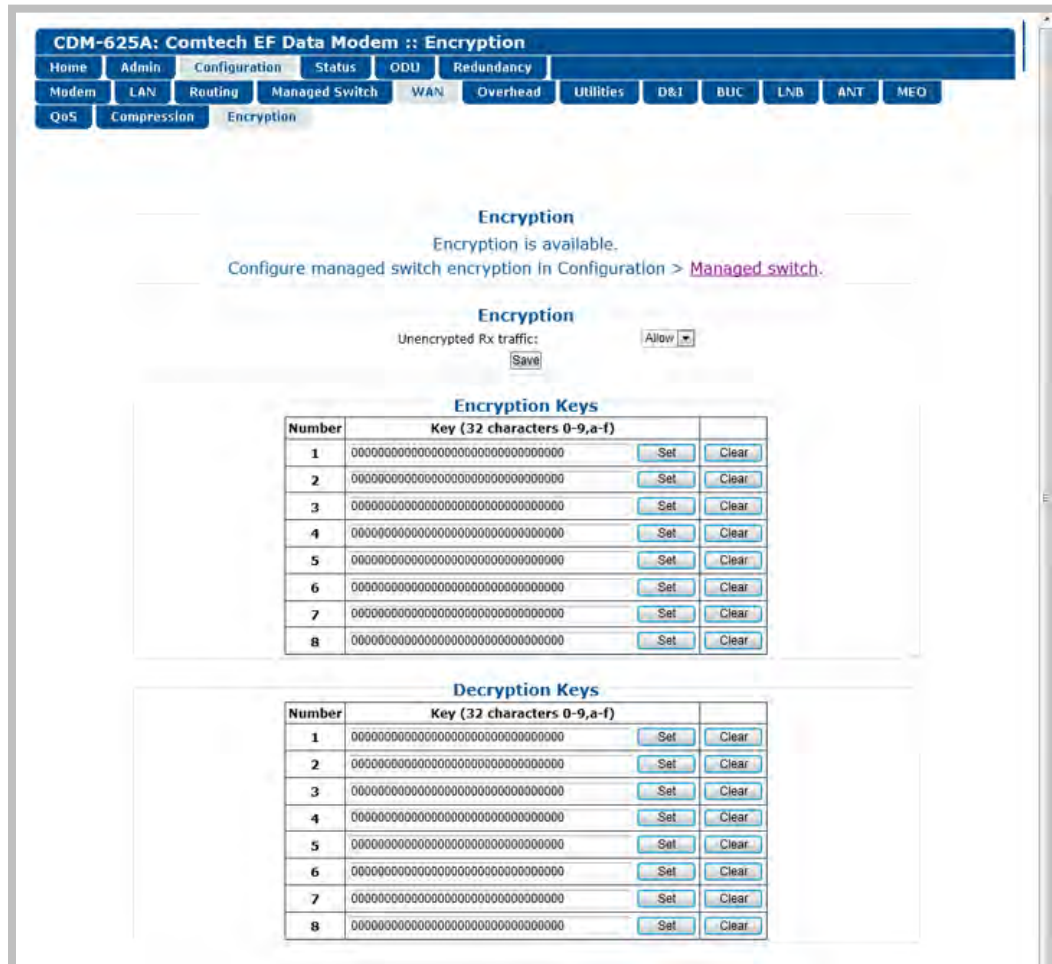 CDM-625A: Comtech EF Data Modem :: Encryption
Home Admin Configuration Status ODU Redundancy
Modem LAN Routing Managed Switch WAN Overhead Utilities D&I BUC LNB ANT MEO
QoS Compression Encryption
Encryption
Encryption is available.
Configure managed switch encryption in Configuration > Managed switch.
Encryption
Unencrypted Rx traffic: Allow
Save
Encryption Keys
Number Key (32 characters 0-9,a-f)
1 00000000000000000000000000000000 Set Clear
2 00000000000000000000000000000000 Set Clear
3 00000000000000000000000000000000 Set Clear
4 00000000000000000000000000000000 Set Clear
5 00000000000000000000000000000000 Set Clear
6 00000000000000000000000000000000 Set Clear
7 00000000000000000000000000000000 Set Clear
8 00000000000000000000000000000000 Set Clear
Decryption Keys
Number Key (32 characters 0-9,a-f)
1 00000000000000000000000000000000 Set Clear
2 00000000000000000000000000000000 Set Clear
3 00000000000000000000000000000000 Set Clear
4 00000000000000000000000000000000 Set Clear
5 00000000000000000000000000000000 Set Clear
6 00000000000000000000000000000000 Set Clear
7 00000000000000000000000000000000 Set Clear
8 00000000000000000000000000000000 Set Clear